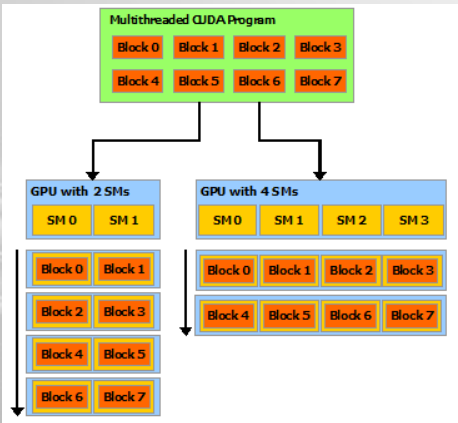 Multithreaded CUDA Program
Block 0 Block 1 Block 2 Block 3
Block 4 Block 5 Block 6 Block 7
GPU with 2 SMs
SM 0 SM 1
Block 0 Block 1
Block 2 Block 3
Block 4 Block 5
Block 6 Block 7
GPU with 4 SMs
SM 0 SM 1 SM 2 SM 3
Block 0 Block 1 Block 2 Block 3
Block 4 Block 5 Block 6 Block 7